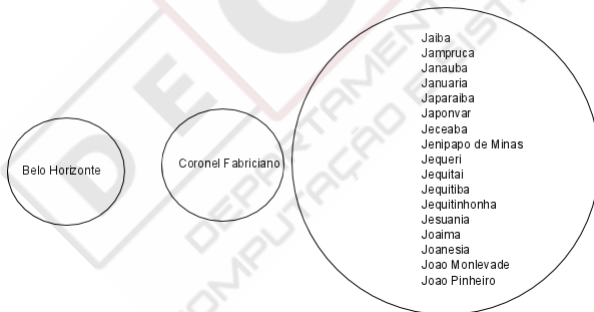 Belo Horizonte
Coronel Fabriciano
Jaiba
Jampruca
Janauba
Januaria
Japaraiba
Japonvar
Jeceaba
Jenipapo de Minas
Jequeri
Jequitai
Jequitiba
Jequitinhonha
Jesuania
Joaima
Joanesia
Joao Monlevade
Joao Pinheiro